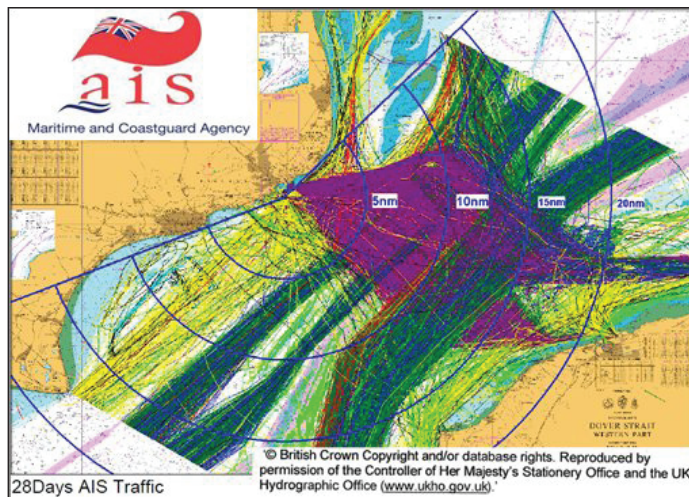 ais
Maritime and Coastguard Agency
5nm
10nm
15nm
20nm
DOVER STRAIT
WESTERN PART
28Days AIS Traffic
'© British Crown Copyright and/or database rights. Reproduced by
permission of the Controller of Her Majesty's Stationery Office and the UK
Hydrographic Office (www.ukho.gov.uk).'